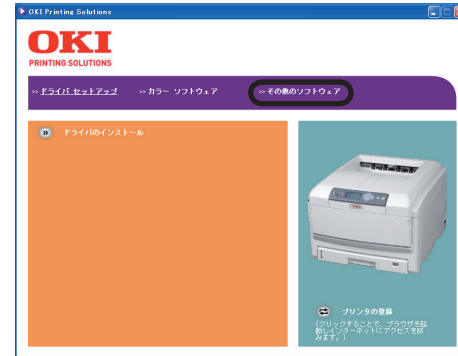 OKI Printing Solutions
OKI
PRINTING SOLUTIONS
ドライバ セットアップ
カラー ソフトウェア
その他のソフトウェア
ドライバのインストール
プリンタの登録
(クリックすることで、ブラウザを起
動しインターネットにアクセスを試
みます。)